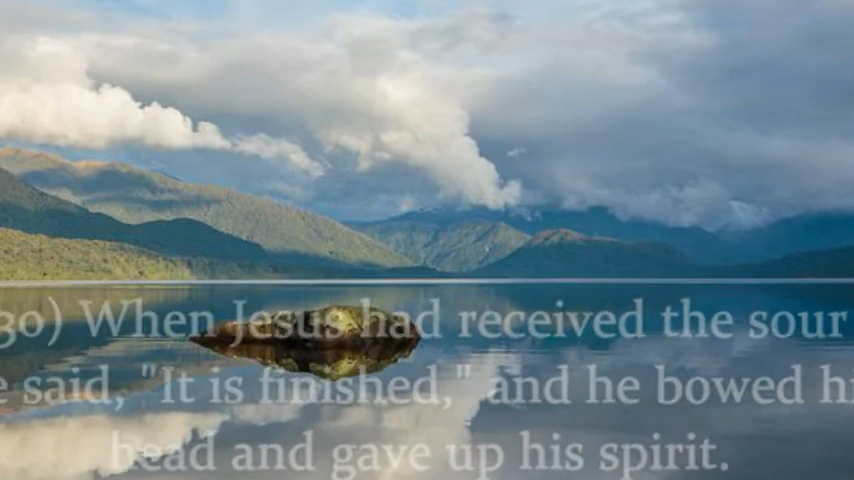 30) When Jesus had received the sour
said, "It is finished," and he bowed
head and gave up his spirit.